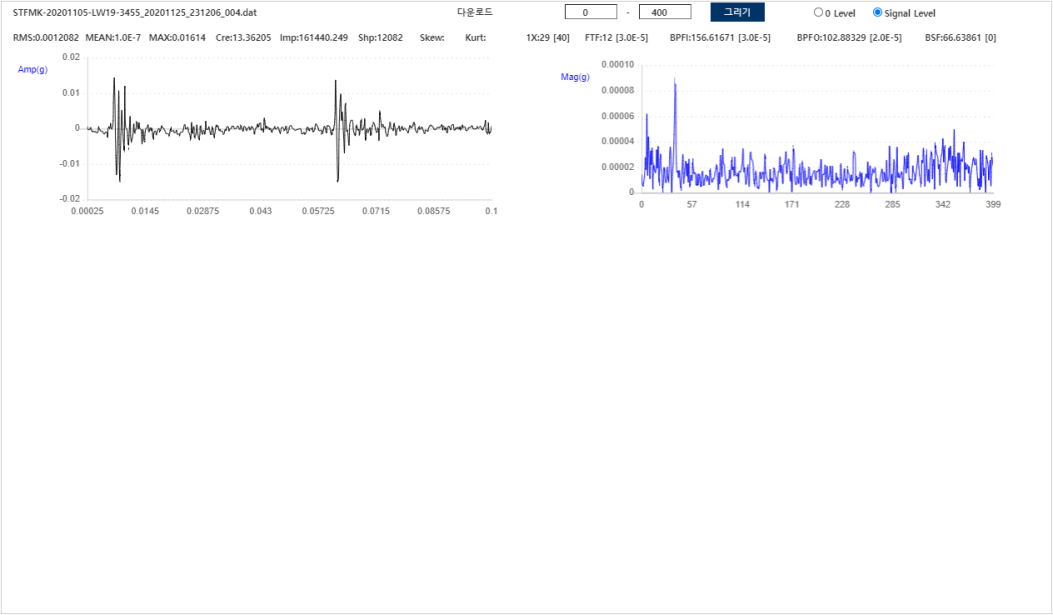 STFMK-20201105-LW19-3455_20201125_231206_004.dat 다운로드 0 - 400 그리기 0 Level Signal Level
RMS:0.0012082 MEAN:1.0E-7 MAX:0.01614 Cre:13.36205 Imp:161440.249 Shp:12082 Skew: Kurt: 1X:29 [40] FTF:12 [3.0E-5] BPFI:156.61671 [3.0E-5] BPFO:102.88329 [2.0E-5] BSF:66.63861 [0]
Amp(g)
0.02
0.01
0
-0.01
-0.02
0.00025 0.0145 0.02875 0.043 0.05725 0.0715 0.08575 0.1
Mag(g)
0.00010
0.00008
0.00006
0.00004
0.00002
0
0 57 114 171 228 285 342 399